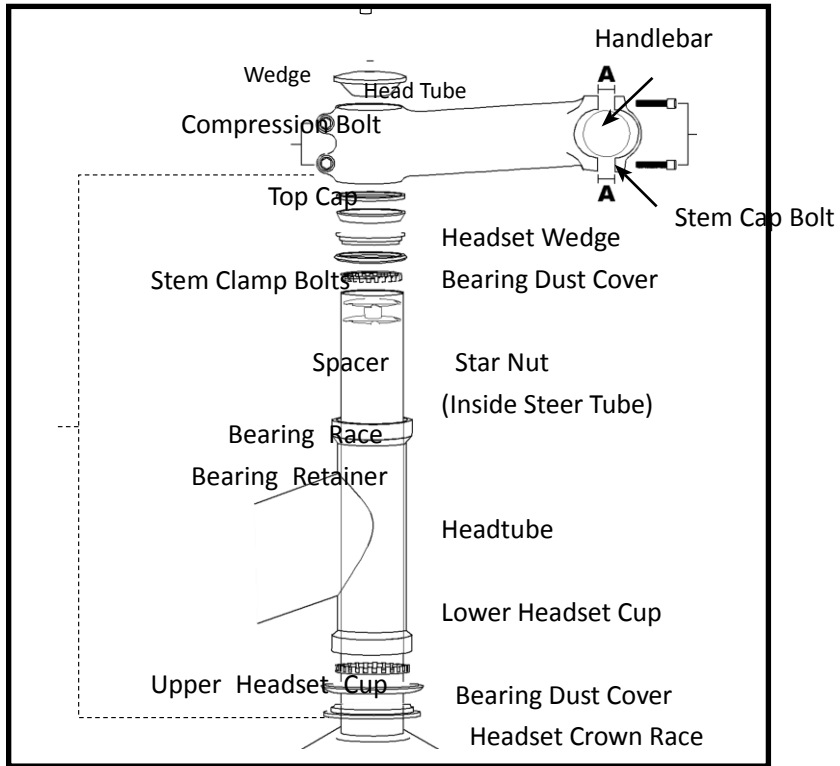 Handlebar
A
Wedge
Head Tube
Compression Bolt
Top Cap
A
Stem Cap Bolt
Headset Wedge
Stem Clamp Bolts
Bearing Dust Cover
Spacer
Star Nut
(Inside Steer Tube)
Bearing Race
Bearing Retainer
Headtube
Lower Headset Cup
Upper Headset Cup
Bearing Dust Cover
Headset Crown Race